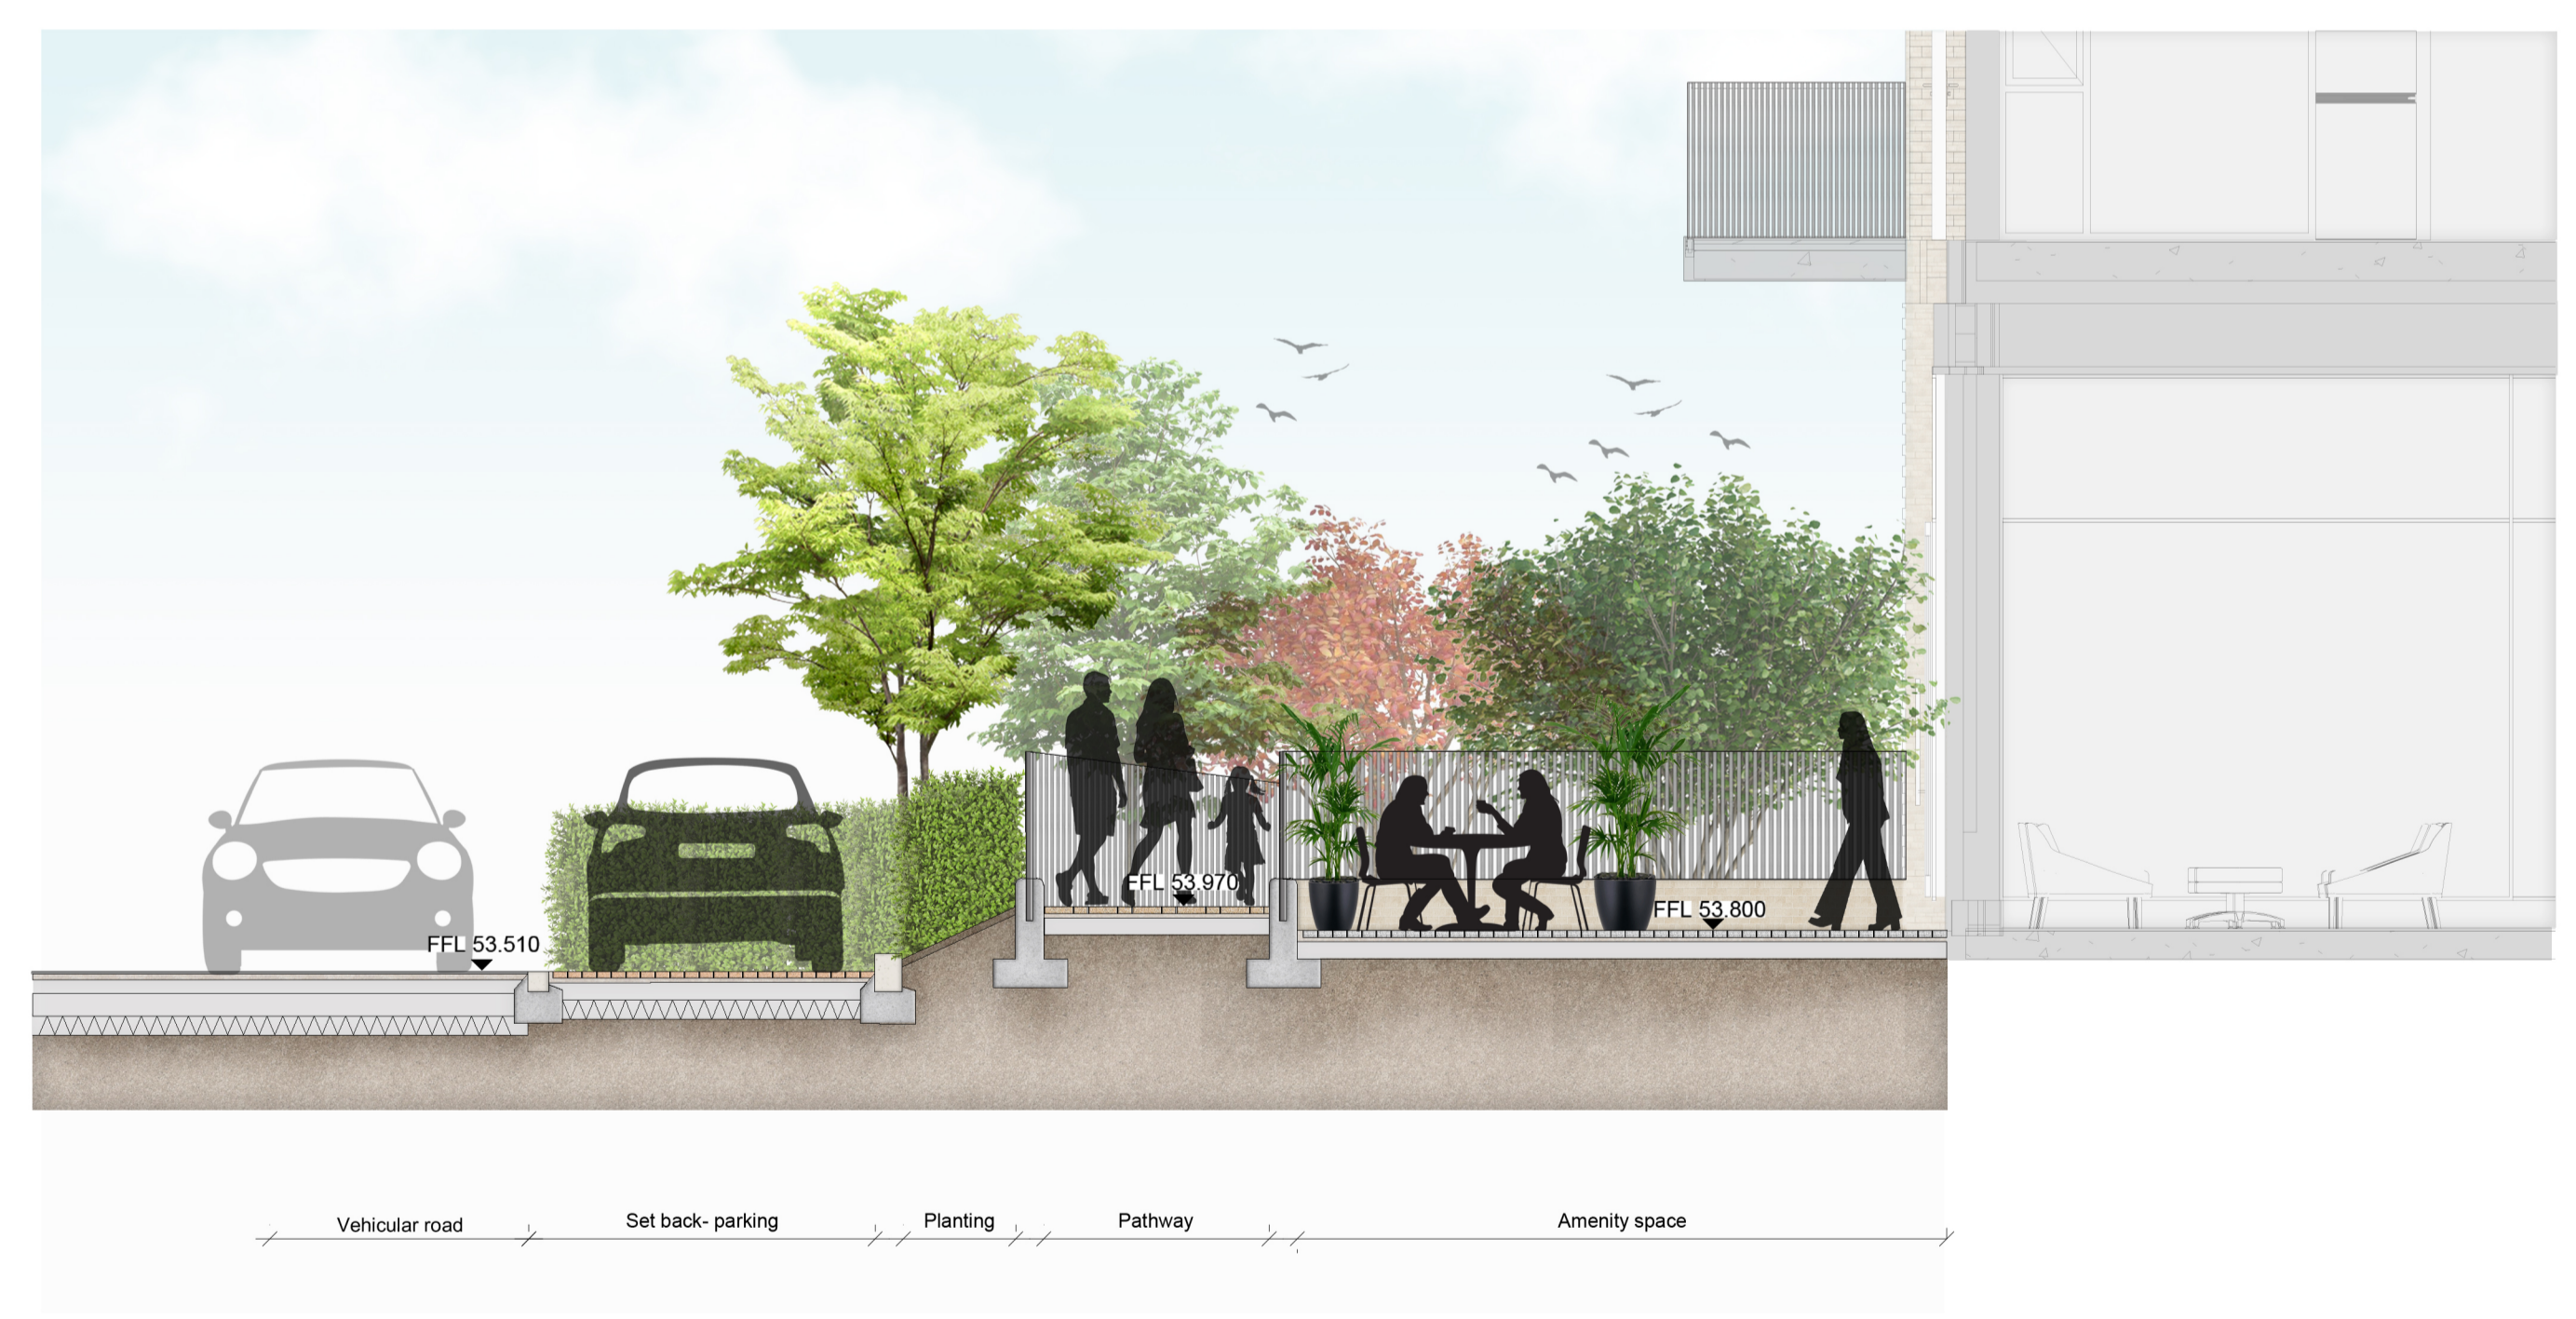 FFL 53.970
FFL 53.800
FFL 53.510
Vehicular road
Set back- parking
Planting
Pathway
Amenity space